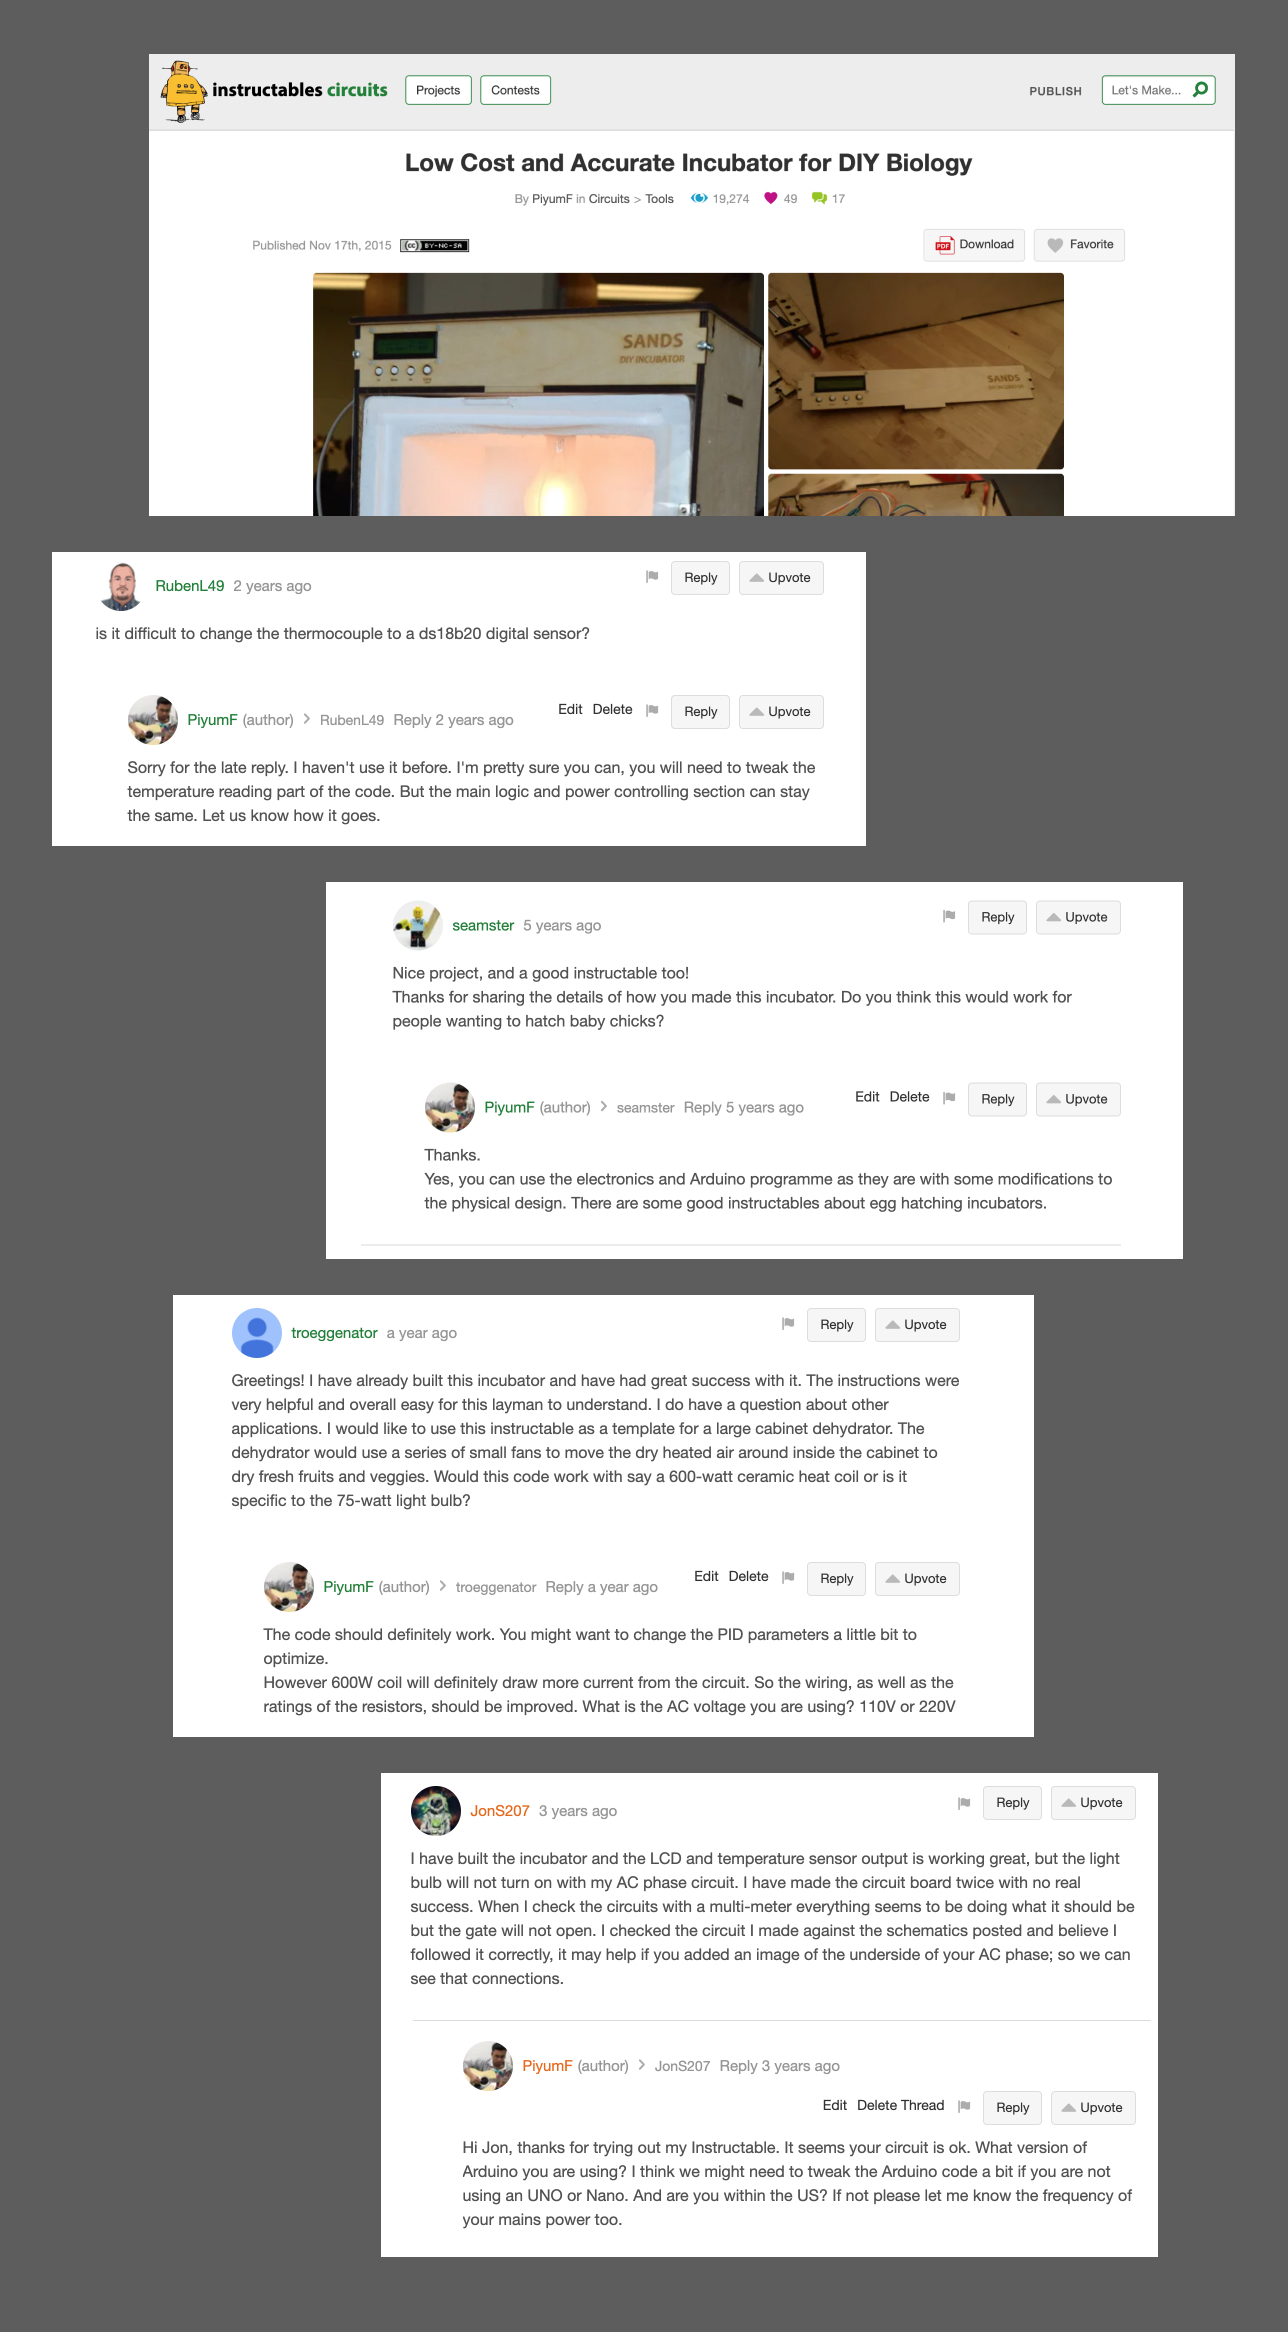 instructables circuits
Projects
Contests
PUBLISH
Let's Make...
Low Cost and Accurate Incubator for DIY Biology
By PiyumF in Circuits > Tools 19,274 49 17
Published Nov 17th, 2015 (cc) BY-NC-SA
PDF Download
Favorite
SANDS
DIY INCUBATOR
SANDS
RubenL49 2 years ago
Reply
Upvote
is it difficult to change the thermocouple to a ds18b20 digital sensor?
PiyumF (author) > RubenL49 Reply 2 years ago
Edit Delete
Reply
Upvote
Sorry for the late reply. I haven't use it before. I'm pretty sure you can, you will need to tweak the
temperature reading part of the code. But the main logic and power controlling section can stay
the same. Let us know how it goes.
seamster 5 years ago
Reply
Upvote
Nice project, and a good instructable too!
Thanks for sharing the details of how you made this incubator. Do you think this would work for
people wanting to hatch baby chicks?
PiyumF (author) > seamster Reply 5 years ago
Edit Delete
Reply
Upvote
Thanks.
Yes, you can use the electronics and Arduino programme as they are with some modifications to
the physical design. There are some good instructables about egg hatching incubators.
troeggenator a year ago
Reply
Upvote
Greetings! I have already built this incubator and have had great success with it. The instructions were
very helpful and overall easy for this layman to understand. I do have a question about other
applications. I would like to use this instructable as a template for a large cabinet dehydrator. The
dehydrator would use a series of small fans to move the dry heated air around inside the cabinet to
dry fresh fruits and veggies. Would this code work with say a 600-watt ceramic heat coil or is it
specific to the 75-watt light bulb?
PiyumF (author) > troeggenator Reply a year ago
Edit Delete
Reply
Upvote
The code should definitely work. You might want to change the PID parameters a little bit to
optimize.
However 600W coil will definitely draw more current from the circuit. So the wiring, as well as the
ratings of the resistors, should be improved. What is the AC voltage you are using? 110V or 220V
JonS207 3 years ago
Reply
Upvote
I have built the incubator and the LCD and temperature sensor output is working great, but the light
bulb will not turn on with my AC phase circuit. I have made the circuit board twice with no real
success. When I check the circuits with a multi-meter everything seems to be doing what it should be
but the gate will not open. I checked the circuit I made against the schematics posted and believe I
followed it correctly, it may help if you added an image of the underside of your AC phase; so we can
see that connections.
PiyumF (author) > JonS207 Reply 3 years ago
Edit Delete Thread
Reply
Upvote
Hi Jon, thanks for trying out my Instructable. It seems your circuit is ok. What version of
Arduino you are using? I think we might need to tweak the Arduino code a bit if you are not
using an UNO or Nano. And are you within the US? If not please let me know the frequency of
your mains power too.